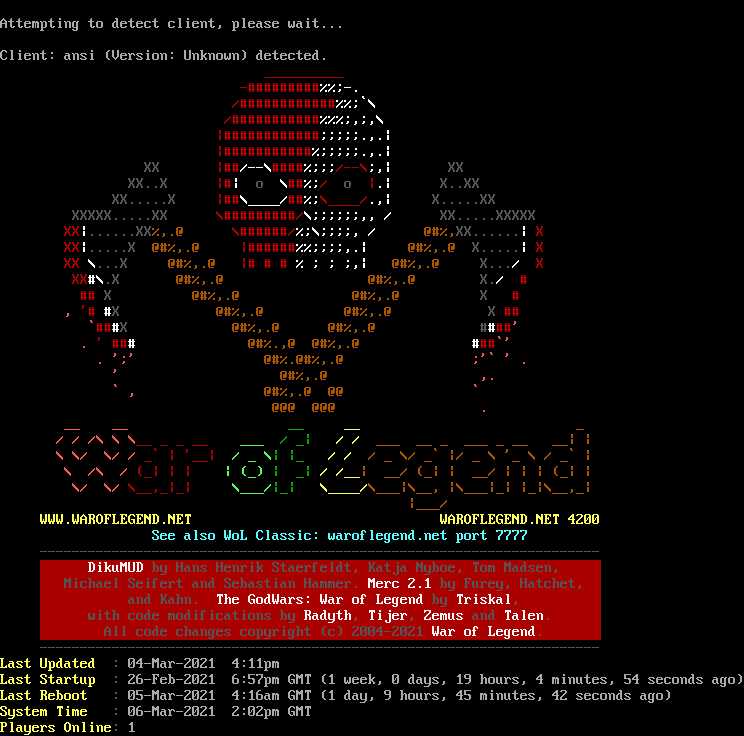 Attempting to detect client, please wait...
Client: ansi (Version: Unknown) detected.
War of Legend
WWW.WAROFLEGEND.NET WAROFLEGEND.NET 4200
See also WoL Classic: waroflegend.net port 7777
DikuMUD by Hans Henrik Staerfeldt, Katja Nyboe, Tom Madsen,
Michael Seifert and Sebastian Hammer. Merc 2.1 by Furey, Hatchet,
and Kahn. The GodWars: War of Legend by Triskal,
with code modifications by Radyth, Tijer, Zemus and Talen.
All code changes copyright (c) 2004-2021 War of Legend.
Last Updated : 04-Mar-2021 4:11pm
Last Startup : 26-Feb-2021 6:57pm GMT (1 week, 0 days, 19 hours, 4 minutes, 54 seconds ago)
Last Reboot : 05-Mar-2021 4:16am GMT (1 day, 9 hours, 45 minutes, 42 seconds ago)
System Time : 06-Mar-2021 2:02pm GMT
Players Online: 1